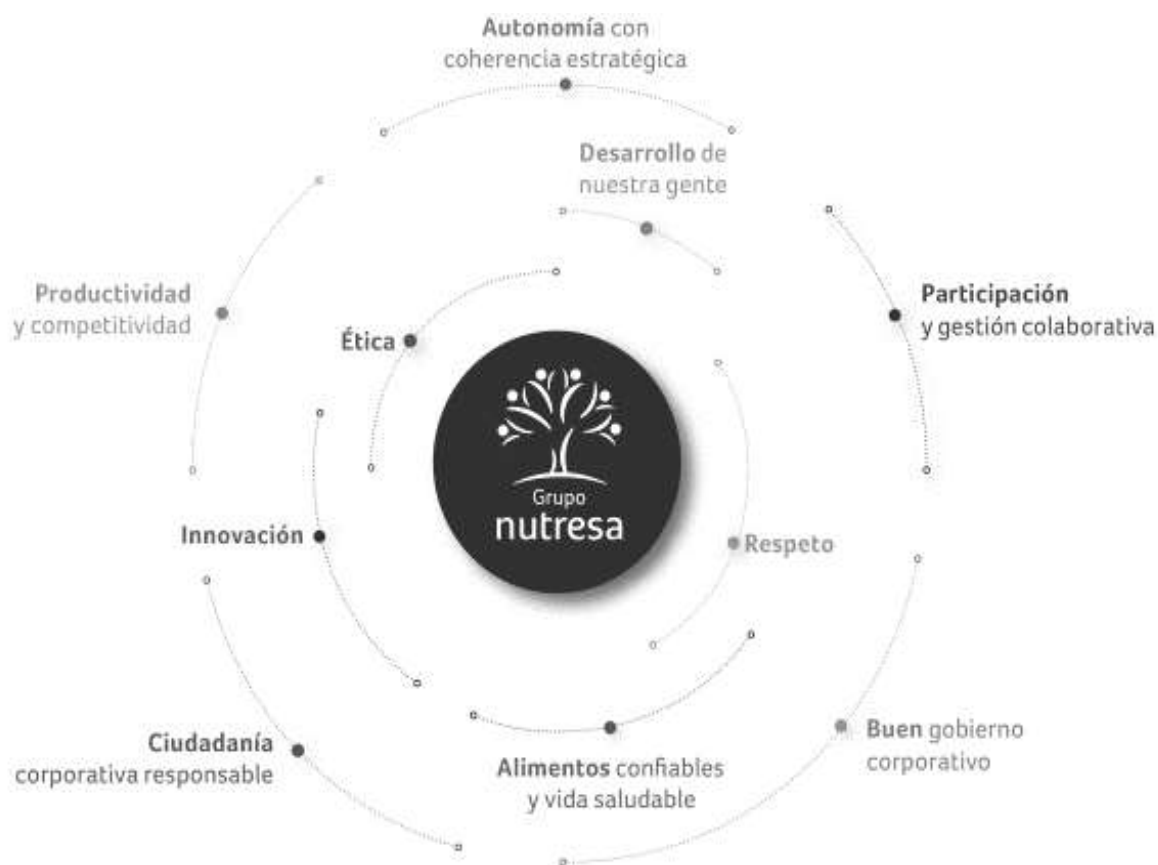 Autonomía con
coherencia estratégica
Desarrollo de
nuestra gente
Productividad
y competitividad
Participación
y gestión colaborativa
Ética
Grupo
nutresa
Innovación
Respeto
Ciudadanía
corporativa responsable
Alimentos confiables
y vida saludable
Buen gobierno
corporativo